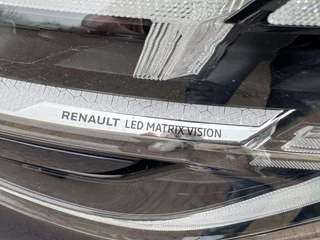 RENAULT LED MATRIX VISION